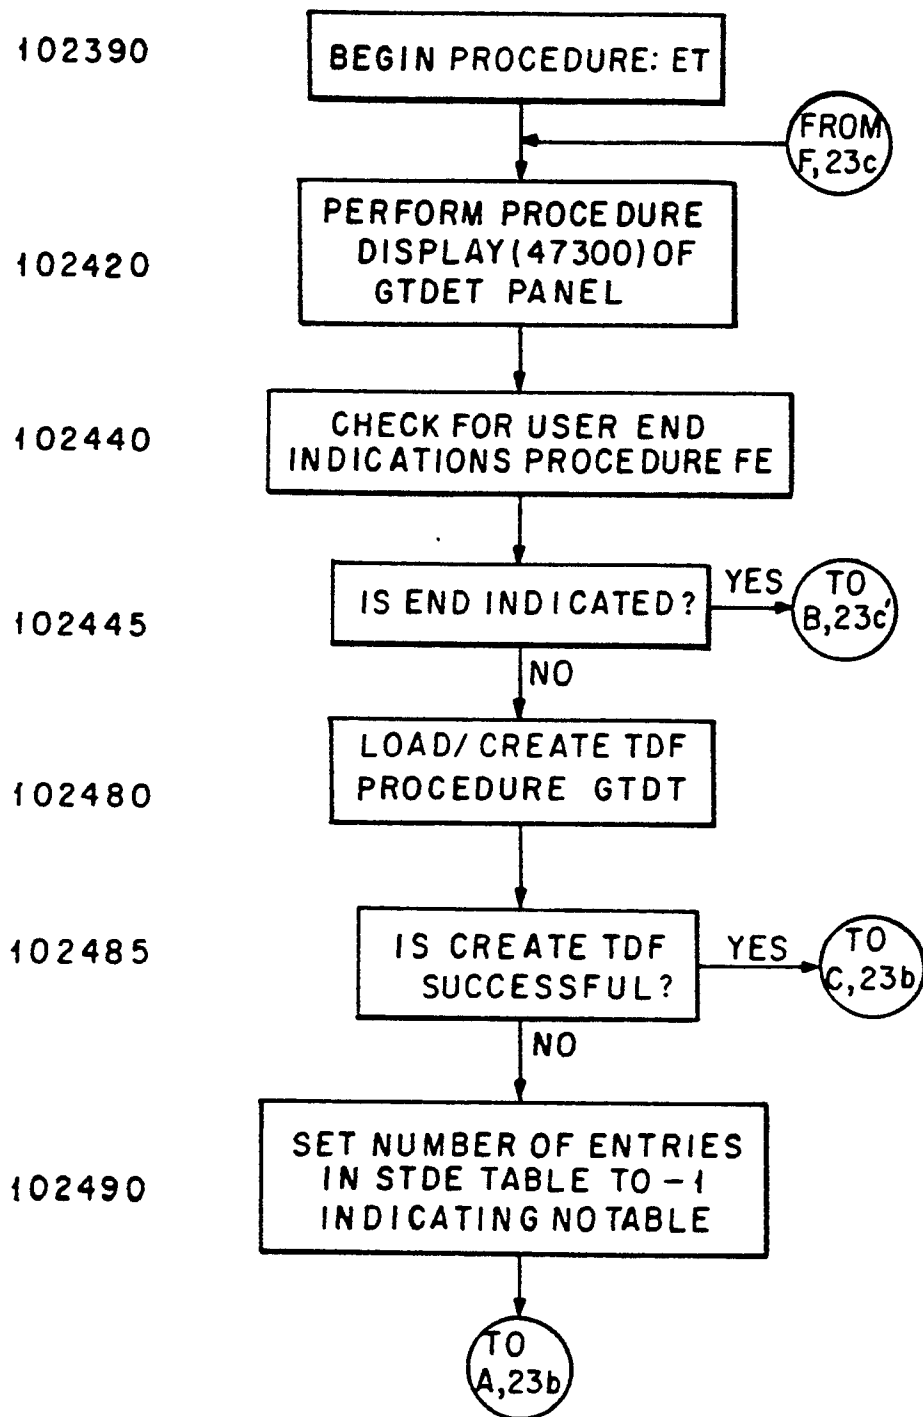 102390
BEGIN PROCEDURE: ET
FROM
F, 23c
102420
PERFORM PROCEDURE
DISPLAY (47300) OF
GTDET PANEL
102440
CHECK FOR USER END
INDICATIONS PROCEDURE FE
102445
IS END INDICATED?
YES
TO
B, 23c'
NO
102480
LOAD/CREATE TDF
PROCEDURE GTDT
102485
IS CREATE TDF
SUCCESSFUL?
YES
TO
C, 23b
NO
102490
SET NUMBER OF ENTRIES
IN STDE TABLE TO -1
INDICATING NO TABLE
TO
A, 23b